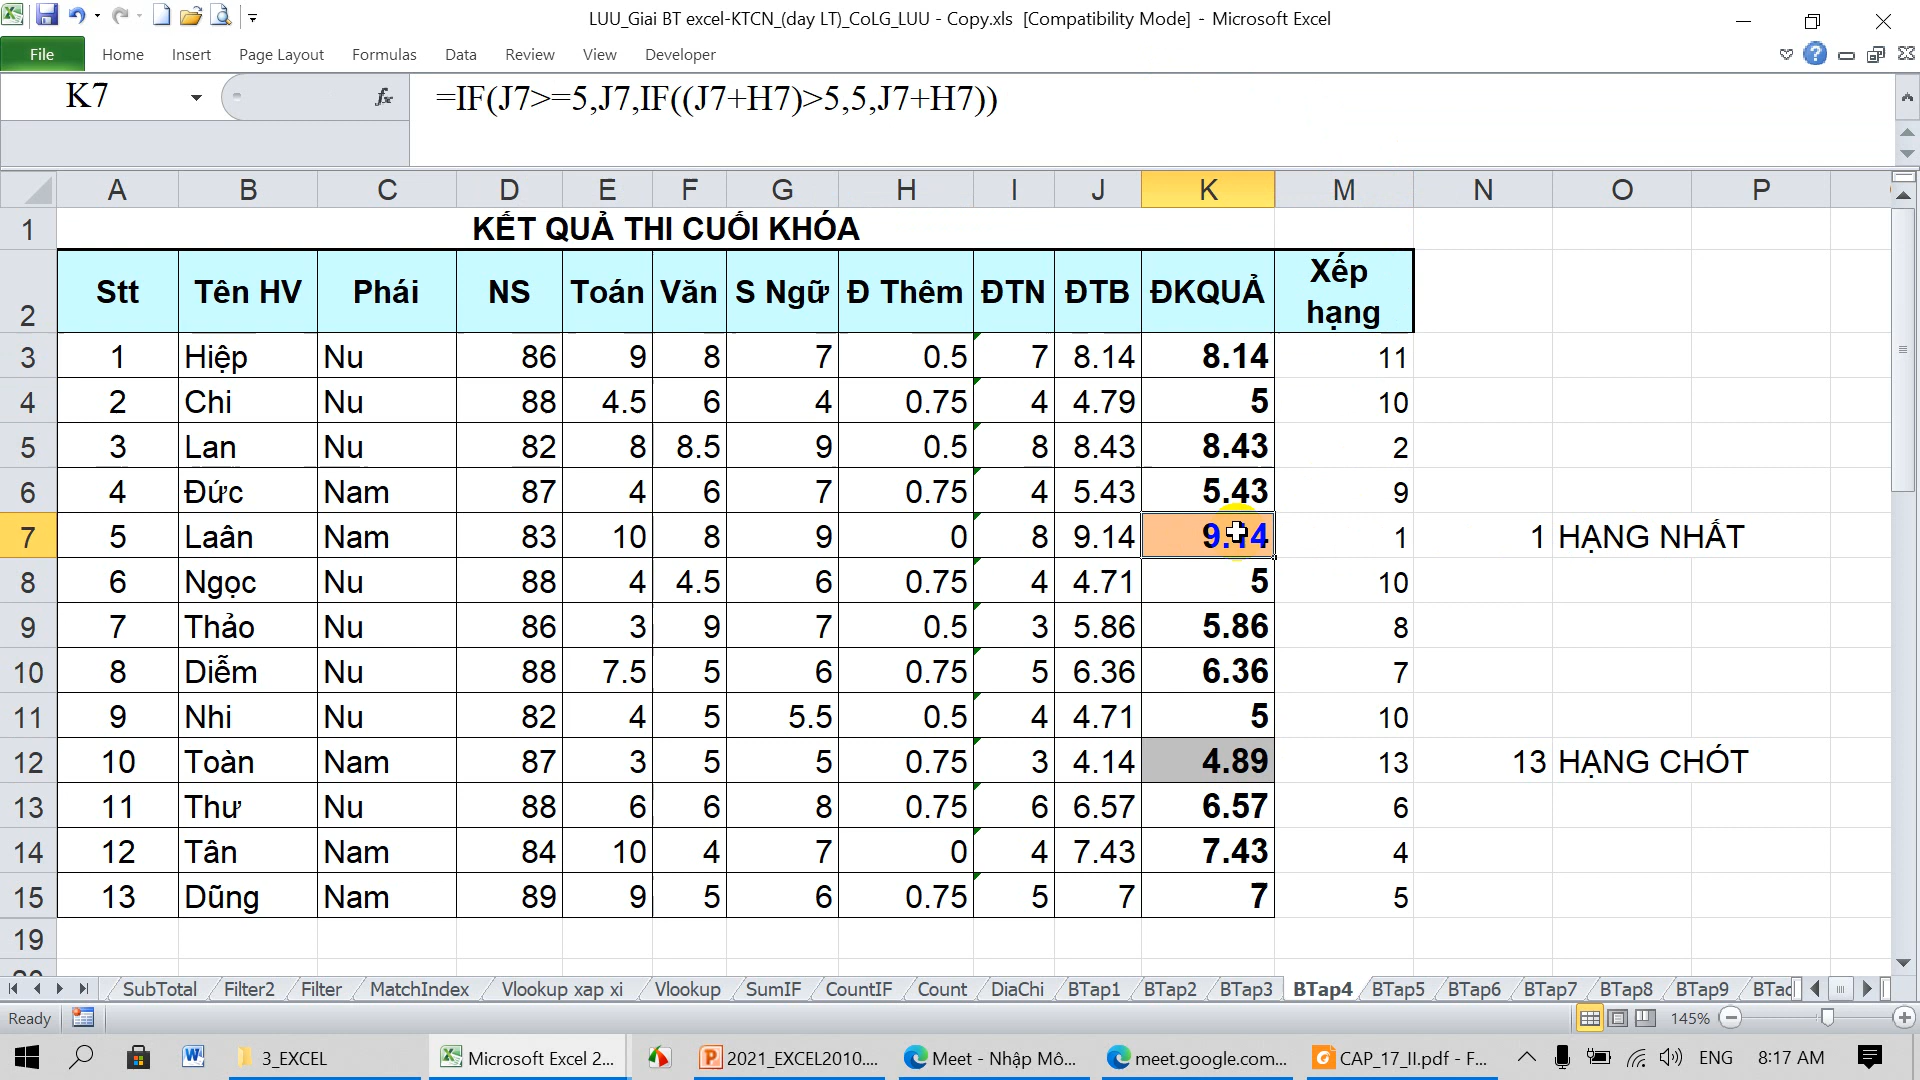 LUU_Giai BT excel-KTCN_(day LT)_CoLG_LUU - Copy.xls [Compatibility Mode] - Microsoft Excel
File Home Insert Page Layout Formulas Data Review View Developer
K7 fx =IF(J7>=5,J7,IF((J7+H7)>5,5,J7+H7))
A B C D E F G H I J K M N O P
1 KẾT QUẢ THI CUỐI KHÓA
2 Stt Tên HV Phái NS Toán Văn S Ngữ Đ Thêm ĐTN ĐTB ĐKQUẢ Xếp hạng
3 1 Hiệp Nu 86 9 8 7 0.5 7 8.14 8.14 11
4 2 Chi Nu 88 4.5 6 4 0.75 4 4.79 5 10
5 3 Lan Nu 82 8 8.5 9 0.5 8 8.43 8.43 2
6 4 Đức Nam 87 4 6 7 0.75 4 5.43 5.43 9
7 5 Laân Nam 83 10 8 9 0 8 9.14 9.14 1 1 HẠNG NHẤT
8 6 Ngọc Nu 88 4 4.5 6 0.75 4 4.71 5 10
9 7 Thảo Nu 86 3 9 7 0.5 3 5.86 5.86 8
10 8 Diễm Nu 88 7.5 5 6 0.75 5 6.36 6.36 7
11 9 Nhi Nu 82 4 5 5.5 0.5 4 4.71 5 10
12 10 Toàn Nam 87 3 5 5 0.75 3 4.14 4.89 13 13 HẠNG CHÓT
13 11 Thư Nu 88 6 6 8 0.75 6 6.57 6.57 6
14 12 Tân Nam 84 10 4 7 0 4 7.43 7.43 4
15 13 Dũng Nam 89 9 5 6 0.75 5 7 7 5
19
SubTotal Filter2 Filter MatchIndex Vlookup xap xi Vlookup SumIF CountIF Count DiaChi BTap1 BTap2 BTap3 BTap4 BTap5 BTap6 BTap7 BTap8 BTap9
Ready 145%
3_EXCEL Microsoft Excel 2... 2021_EXCEL2010.... Meet - Nhập Mô... meet.google.com... CAP_17_II.pdf - F... ENG 8:17 AM